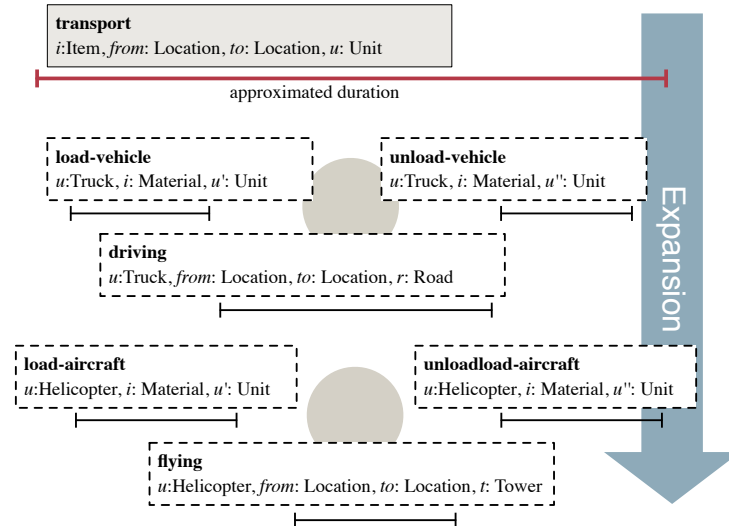 transport
i:Item, from: Location, to: Location, u: Unit
approximated duration
load-vehicle
u:Truck, i: Material, u': Unit
unload-vehicle
u:Truck, i: Material, u'': Unit
driving
u:Truck, from: Location, to: Location, r: Road
Expansion
load-aircraft
u:Helicopter, i: Material, u': Unit
unloadload-aircraft
u:Helicopter, i: Material, u'': Unit
flying
u:Helicopter, from: Location, to: Location, t: Tower